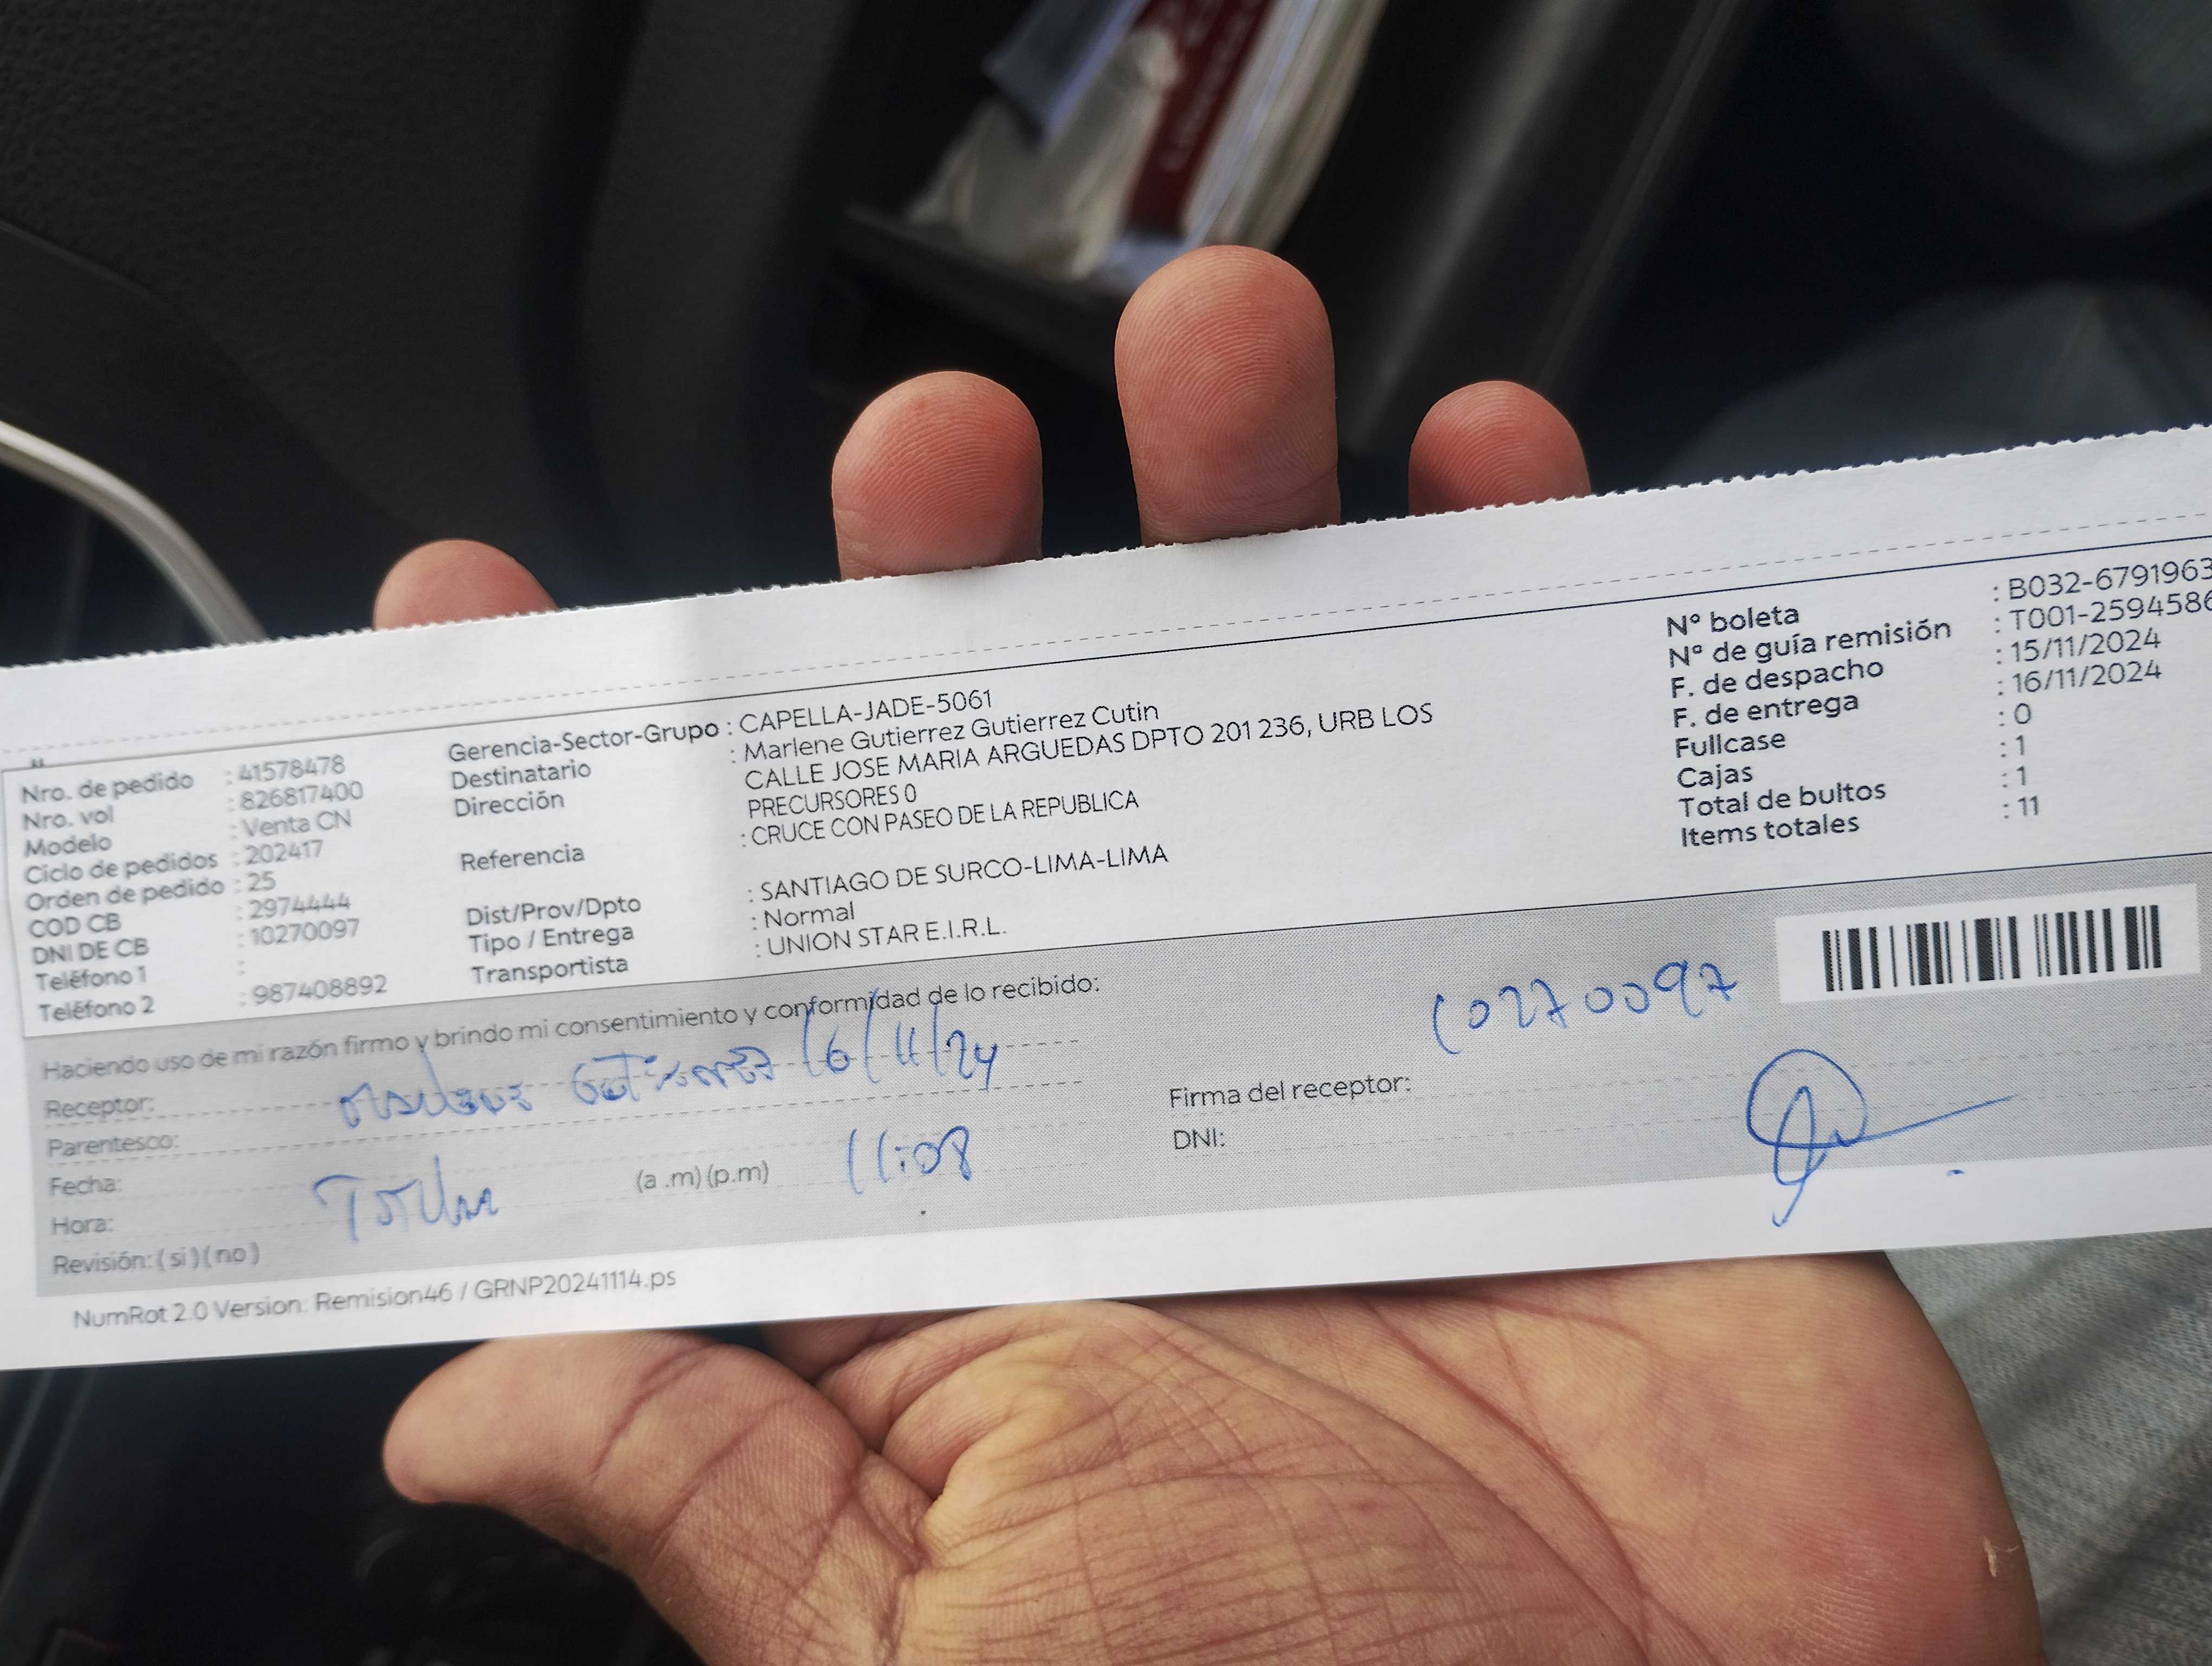 Nro. de pedido : 41578478
Nro. vol : 826817400
Modelo : Venta CN
Ciclo de pedidos : 202417
Orden de pedido : 25
COD CB : 2974444
DNI DE CB : 10270097
Teléfono 1 :
Teléfono 2 : 987408892
Gerencia-Sector-Grupo : CAPELLA-JADE-5061
Destinatario : Marlene Gutierrez Gutierrez Cutin
Dirección CALLE JOSE MARIA ARGUEDAS DPTO 201 236, URB LOS
PRECURSORES 0
Referencia : CRUCE CON PASEO DE LA REPUBLICA
Dist/Prov/Dpto : SANTIAGO DE SURCO-LIMA-LIMA
Tipo / Entrega : Normal
Transportista : UNION STAR E.I.R.L.
N° boleta : B032-6791963
N° de guía remisión : T001-2594586
F. de despacho : 15/11/2024
F. de entrega : 16/11/2024
Fullcase : 0
Cajas : 1
Total de bultos : 1
Items totales : 11
Haciendo uso de mi razón firmo y brindo mi consentimiento y conformidad de lo recibido:
Receptor: Gutierrez 16/11/24
Parentesco:
Fecha:
Hora: (a .m) (p.m) 11:08
Revisión: ( si ) ( no )
10270097
Firma del receptor:
DNI:
NumRot 2.0 Version: Remision46 / GRNP20241114.ps